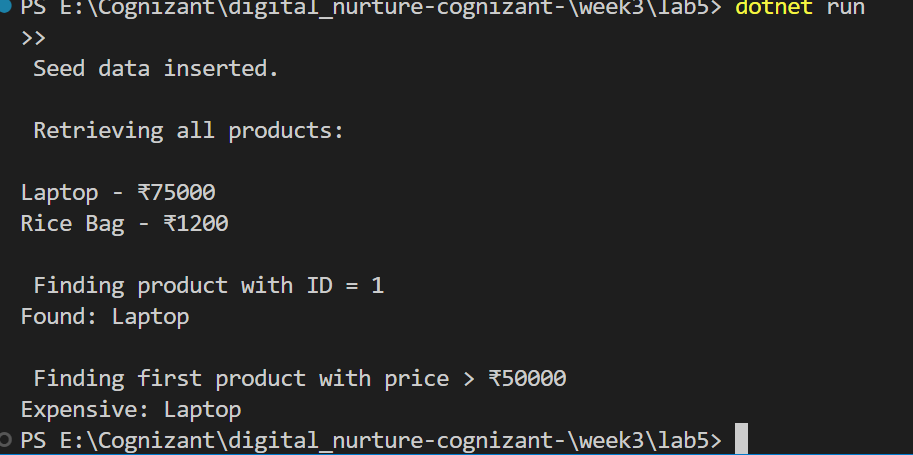 PS E:\Cognizant\digital_nurture-cognizant-\week3\lab5> dotnet run
>>
Seed data inserted.
Retrieving all products:
Laptop - ₹75000
Rice Bag - ₹1200
Finding product with ID = 1
Found: Laptop
Finding first product with price > ₹50000
Expensive: Laptop
PS E:\Cognizant\digital_nurture-cognizant-\week3\lab5>